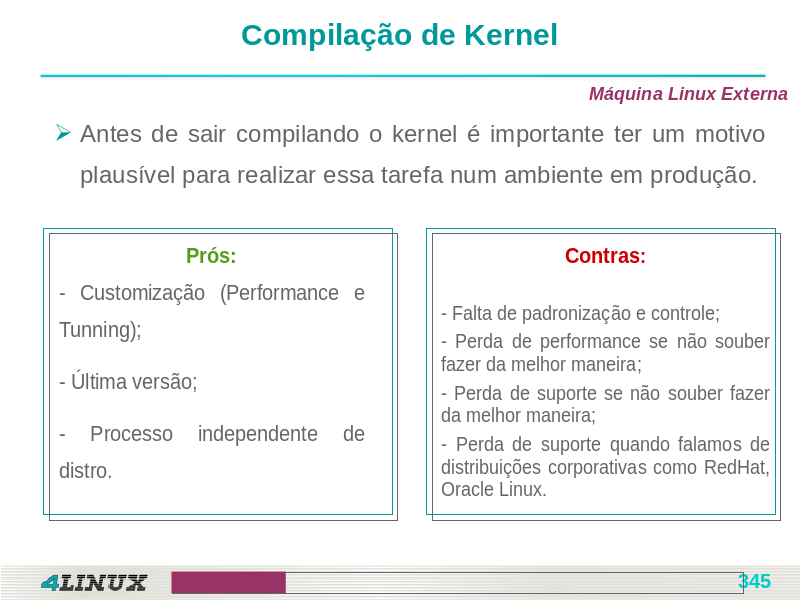 Compilação de Kernel
Máquina Linux Externa
Antes de sair compilando o kernel é importante ter um motivo
plausível para realizar essa tarefa num ambiente em produção.
Prós:
- Customização (Performance e
Tunning);
- Última versão;
- Processo independente de
distro.
Contras:
- Falta de padronização e controle;
- Perda de performance se não souber
fazer da melhor maneira;
- Perda de suporte se não souber fazer
da melhor maneira;
- Perda de suporte quando falamos de
distribuições corporativas como RedHat,
Oracle Linux.
4LINUX
345